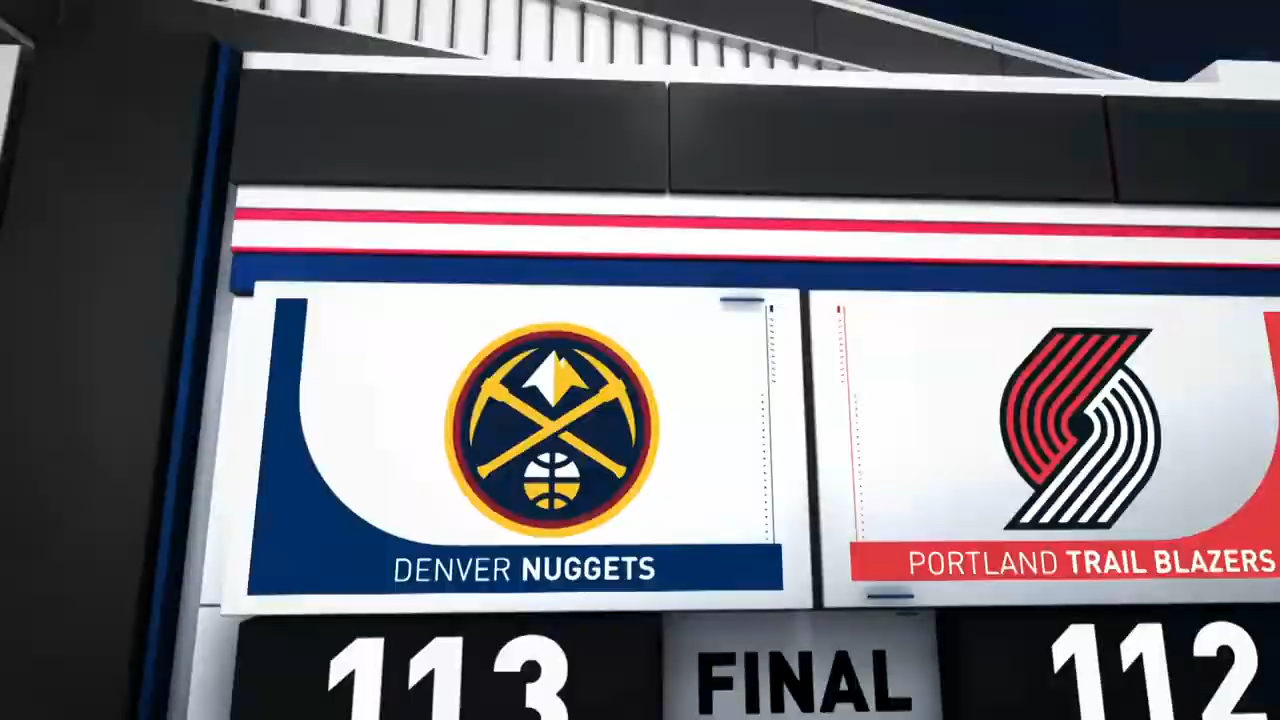 DENVER NUGGETS
PORTLAND TRAIL BLAZERS
113
FINAL
112